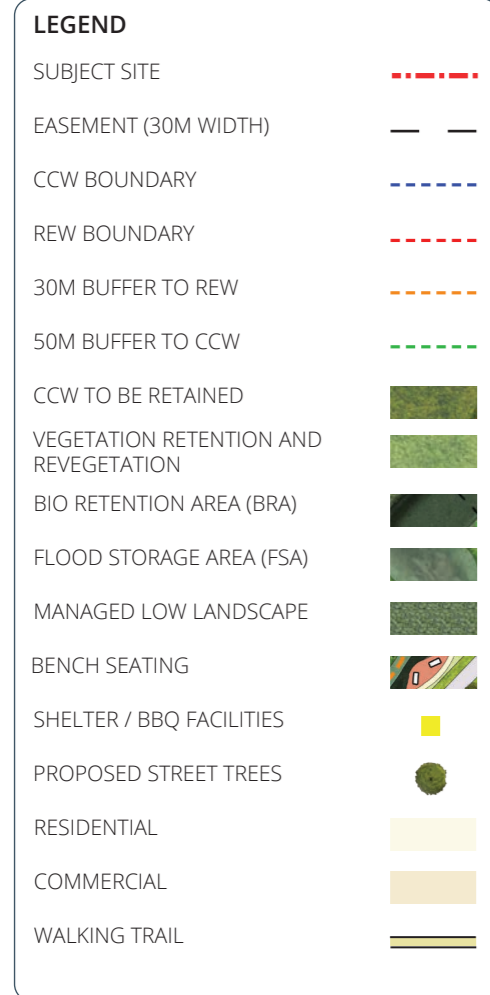 LEGEND
SUBJECT SITE
EASEMENT (30M WIDTH)
CCW BOUNDARY
REW BOUNDARY
30M BUFFER TO REW
50M BUFFER TO CCW
CCW TO BE RETAINED
VEGETATION RETENTION AND
REVEGETATION
BIO RETENTION AREA (BRA)
FLOOD STORAGE AREA (FSA)
MANAGED LOW LANDSCAPE
BENCH SEATING
SHELTER / BBQ FACILITIES
PROPOSED STREET TREES
RESIDENTIAL
COMMERCIAL
WALKING TRAIL